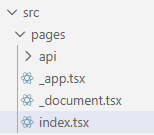 src
pages
api
_app.tsx
_document.tsx
index.tsx